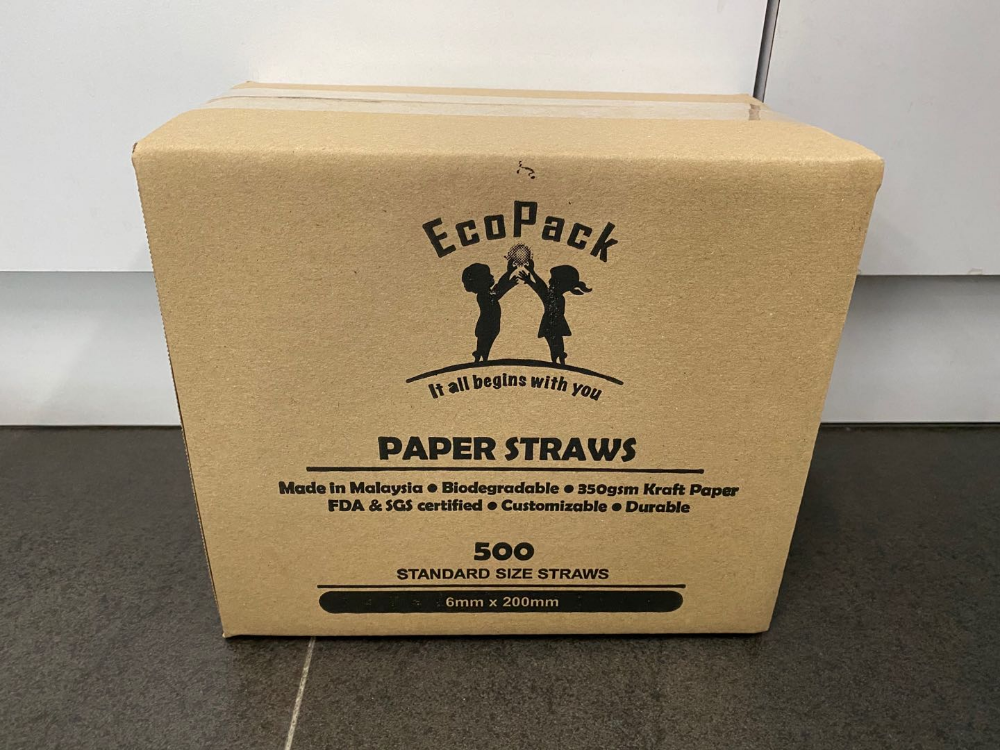 EcoPack
It all begins with you
PAPER STRAWS
Made in Malaysia ● Biodegradable ● 350gsm Kraft Paper
FDA & SGS certified ● Customizable ● Durable
500
STANDARD SIZE STRAWS
6mm x 200mm